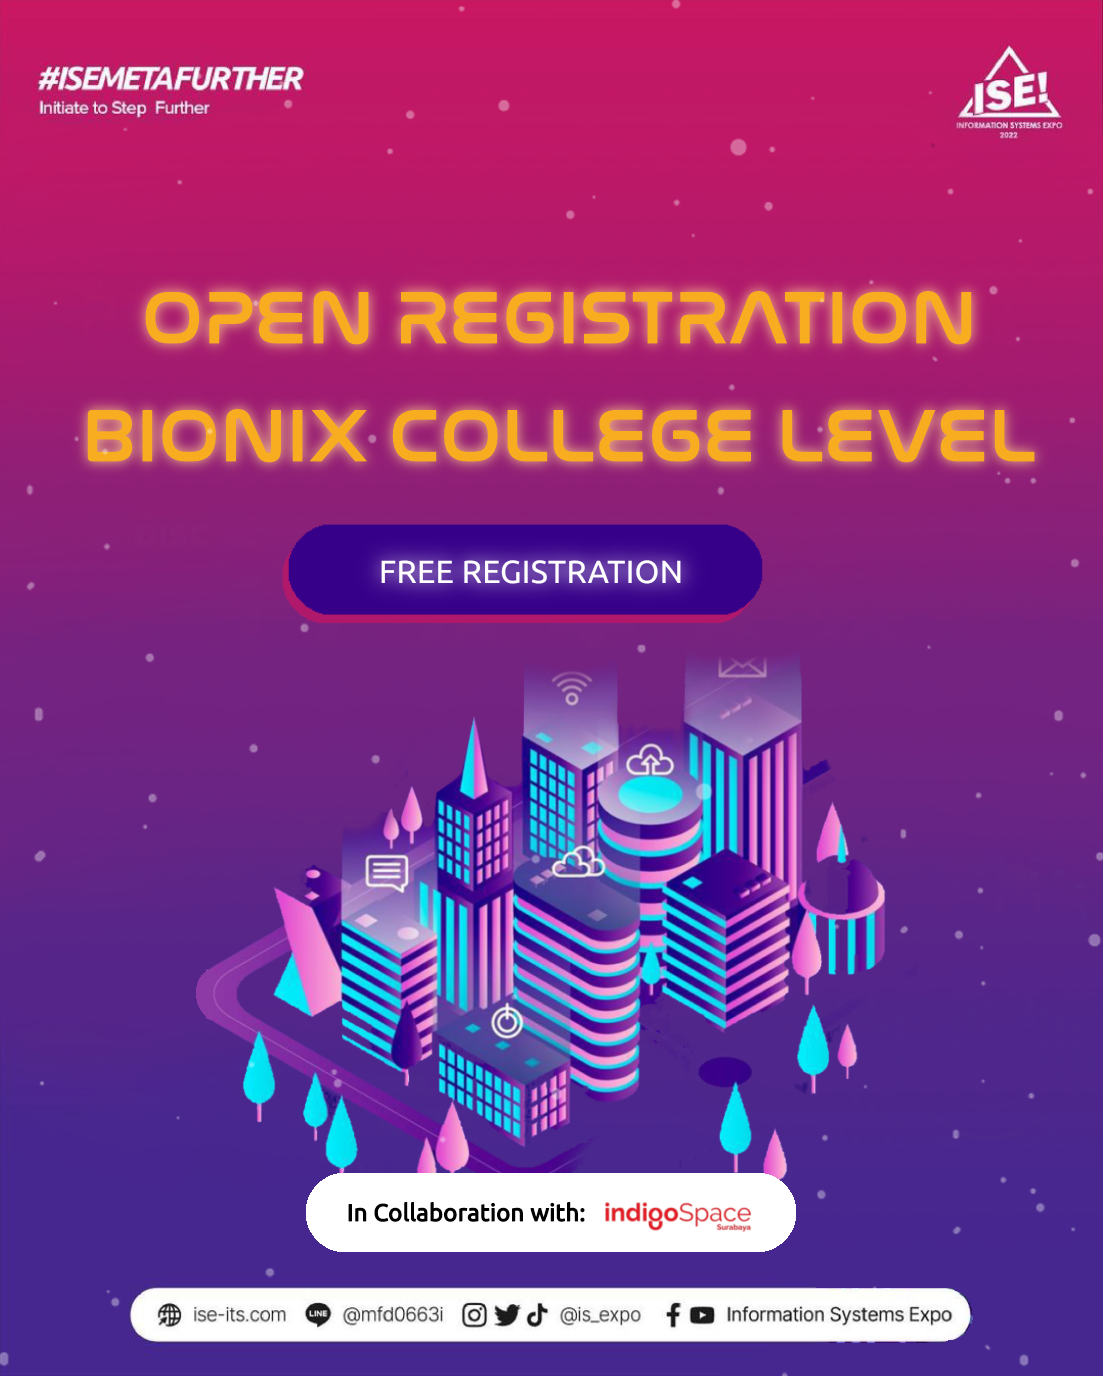 #ISEMETAFURTHER
Initiate to Step Further
ISE!
INFORMATION SYSTEMS EXPO
2022
OPEN REGISTRATION
BIONIX COLLEGE LEVEL
FREE REGISTRATION
In Collaboration with: indigoSpace
Surabaya
ise-its.com LINE @mfd0663i @is_expo Information Systems Expo